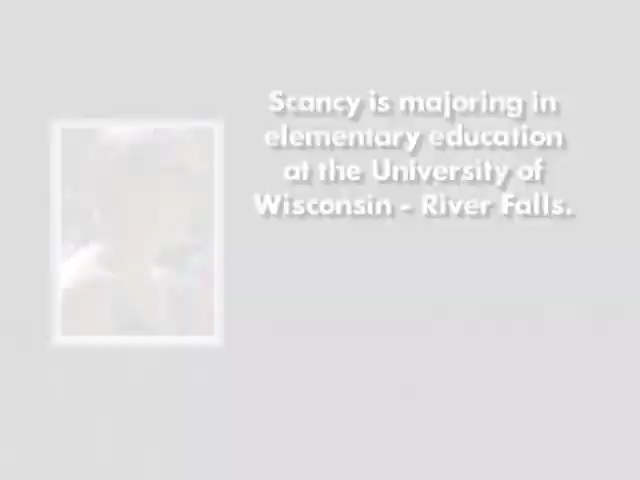 Scancy is majoring in
elementary education
at the University of
Wisconsin - River Falls.